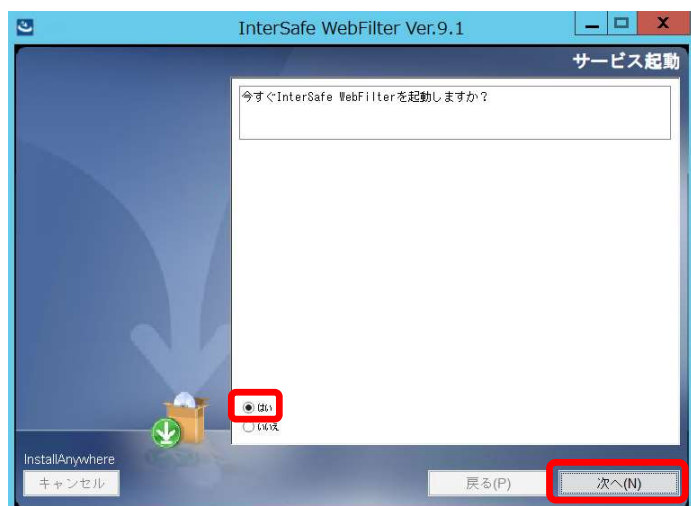 InterSafe WebFilter Ver.9.1
サービス起動
今すぐInterSafe WebFilterを起動しますか？
はい
いいえ
InstallAnywhere
キャンセル
戻る(P)
次へ(N)